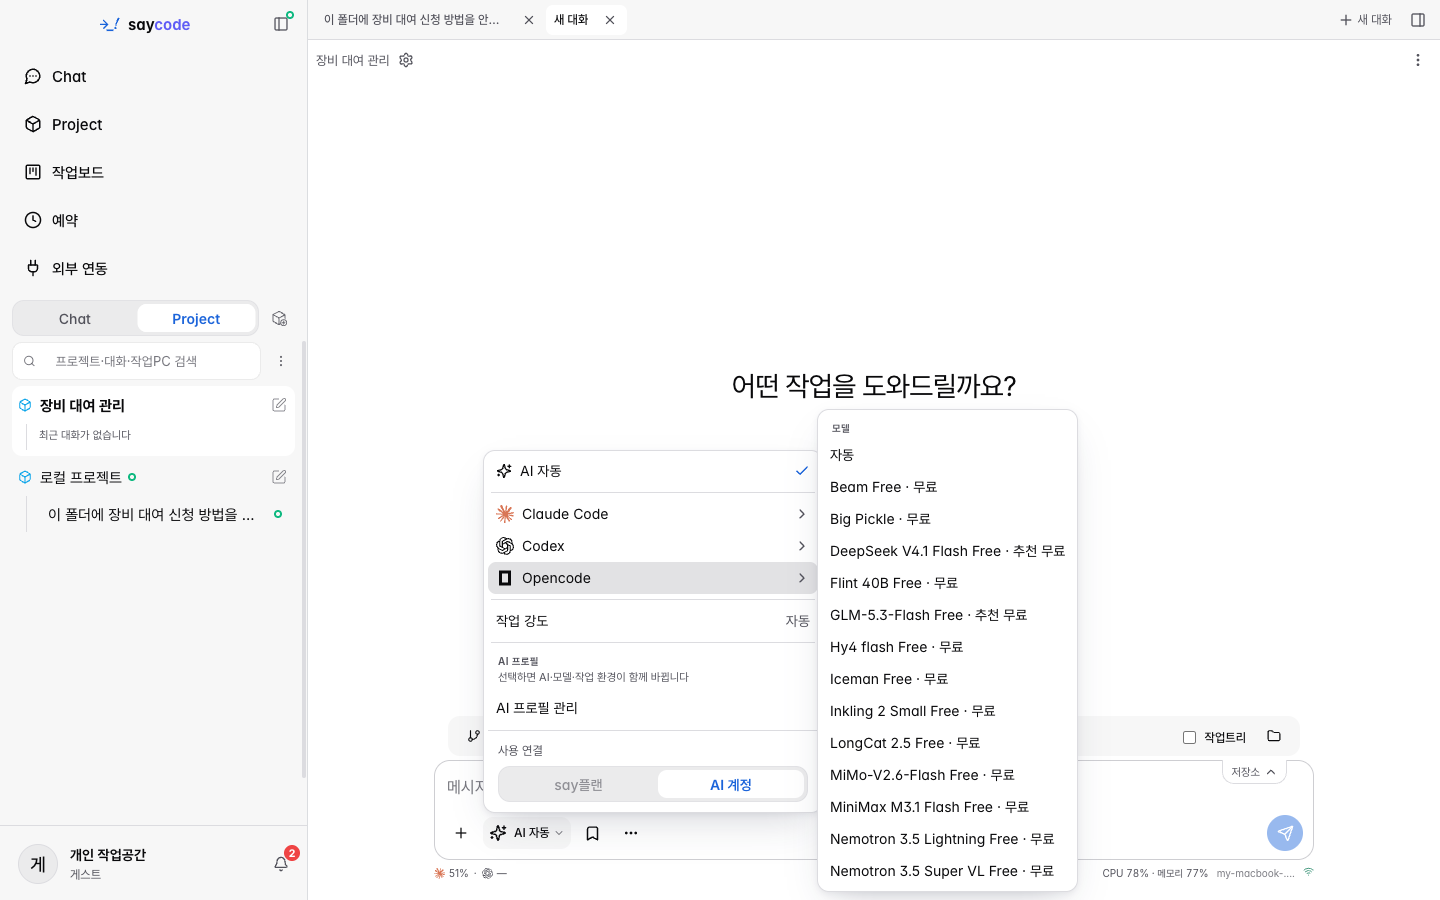 saycode
Chat
Project
작업보드
예약
외부 연동
Chat
Project
프로젝트·대화·작업PC 검색
장비 대여 관리
최근 대화가 없습니다
로컬 프로젝트
이 폴더에 장비 대여 신청 방법을 ...
게
개인 작업공간
게스트
2
이 폴더에 장비 대여 신청 방법을 안...
새 대화
새 대화
장비 대여 관리
어떤 작업을 도와드릴까요?
AI 자동
Claude Code
Codex
Opencode
작업 강도
자동
AI 프로필
선택하면 AI·모델·작업 환경이 함께 바뀝니다
AI 프로필 관리
사용 연결
say플랜
AI 계정
모델
자동
Beam Free · 무료
Big Pickle · 무료
DeepSeek V4.1 Flash Free · 추천 무료
Flint 40B Free · 무료
GLM-5.3-Flash Free · 추천 무료
Hy4 flash Free · 무료
Iceman Free · 무료
Inkling 2 Small Free · 무료
LongCat 2.5 Free · 무료
MiMo-V2.6-Flash Free · 무료
MiniMax M3.1 Flash Free · 무료
Nemotron 3.5 Lightning Free · 무료
Nemotron 3.5 Super VL Free · 무료
작업트리
저장소
AI 자동
51% · —
CPU 78% · 메모리 77%
my-macbook-....